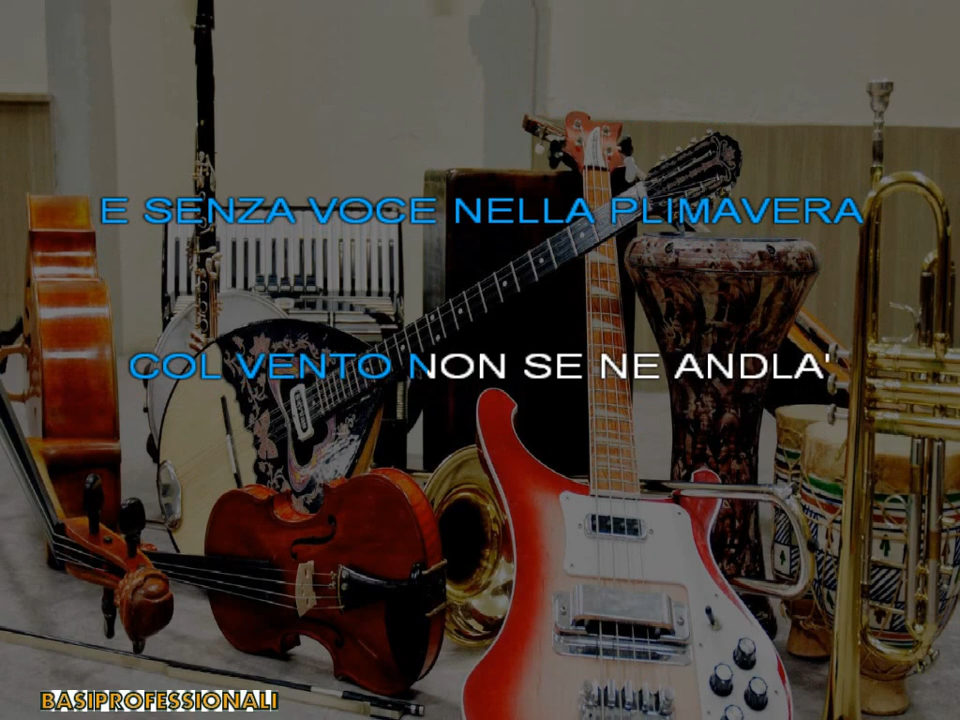 E SENZA VOCE NELLA PLIMAVERA
COL VENTO NON SE NE ANDLA'
BASIPROFESSIONALI